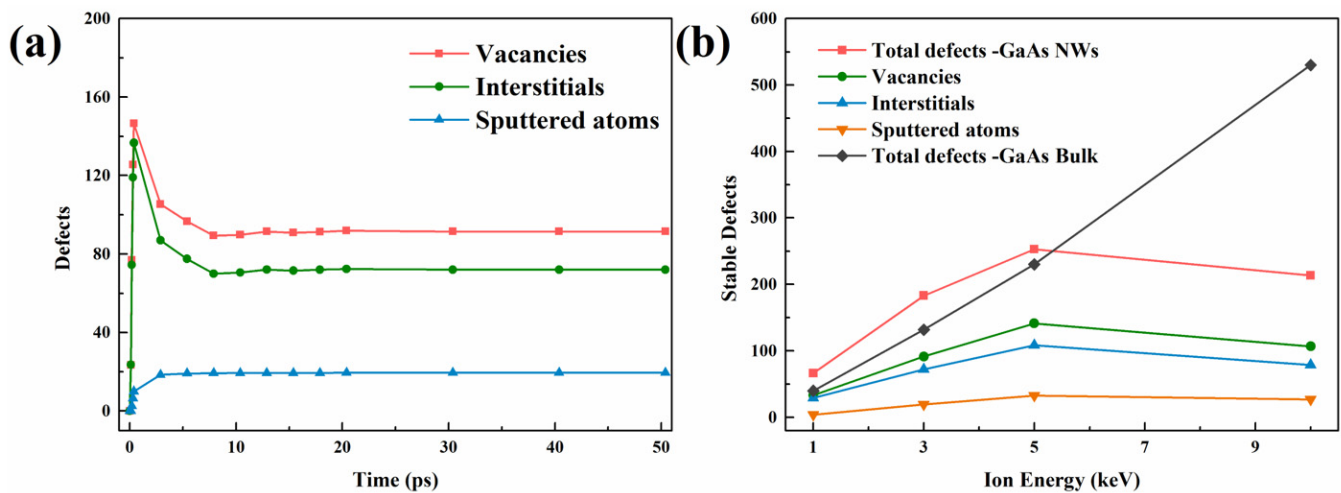 (a)
Defects
200
160
120
80
40
0
Vacancies
Interstitials
Sputtered atoms
0
10
20
30
40
50
Time (ps)
(b)
Stable Defects
600
500
400
300
200
100
0
Total defects -GaAs NWs
Vacancies
Interstitials
Sputtered atoms
Total defects -GaAs Bulk
1
3
5
7
9
Ion Energy (keV)